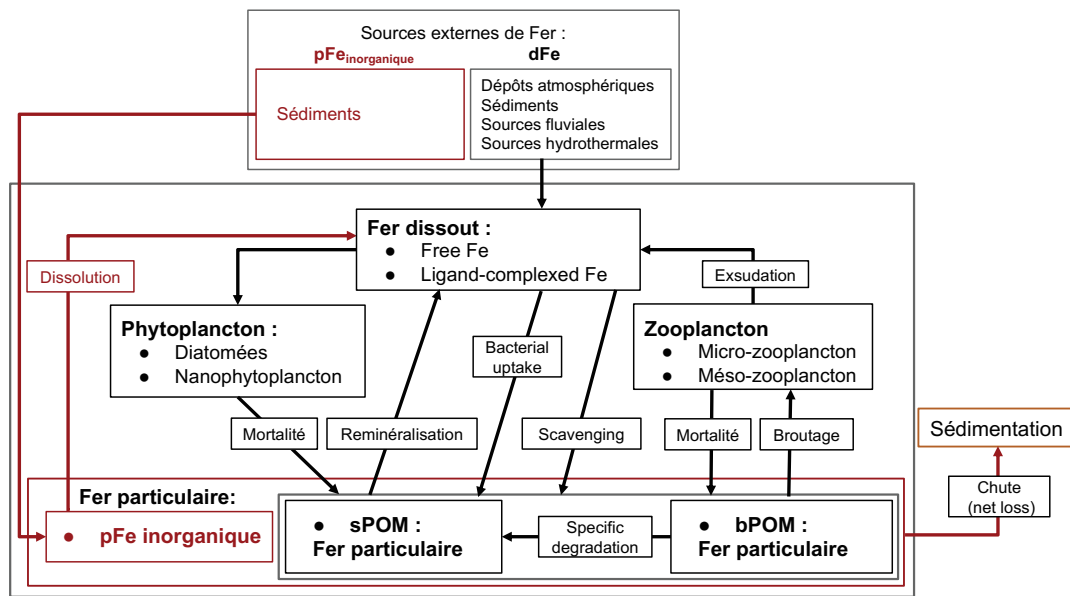 Sources externes de Fer :
pFeinorganique
dFe
Sédiments
Dépôts atmosphériques
Sédiments
Sources fluviales
Sources hydrothermales
Fer dissout :
● Free Fe
● Ligand-complexed Fe
Dissolution
Exsudation
Phytoplancton :
● Diatomées
● Nanophytoplancton
Bacterial
uptake
Zooplancton
● Micro-zooplancton
● Méso-zooplancton
Mortalité
Reminéralisation
Scavenging
Mortalité
Broutage
Sédimentation
Chute
(net loss)
Fer particulaire:
● pFe inorganique
● sPOM :
Fer particulaire
Specific
degradation
● bPOM :
Fer particulaire